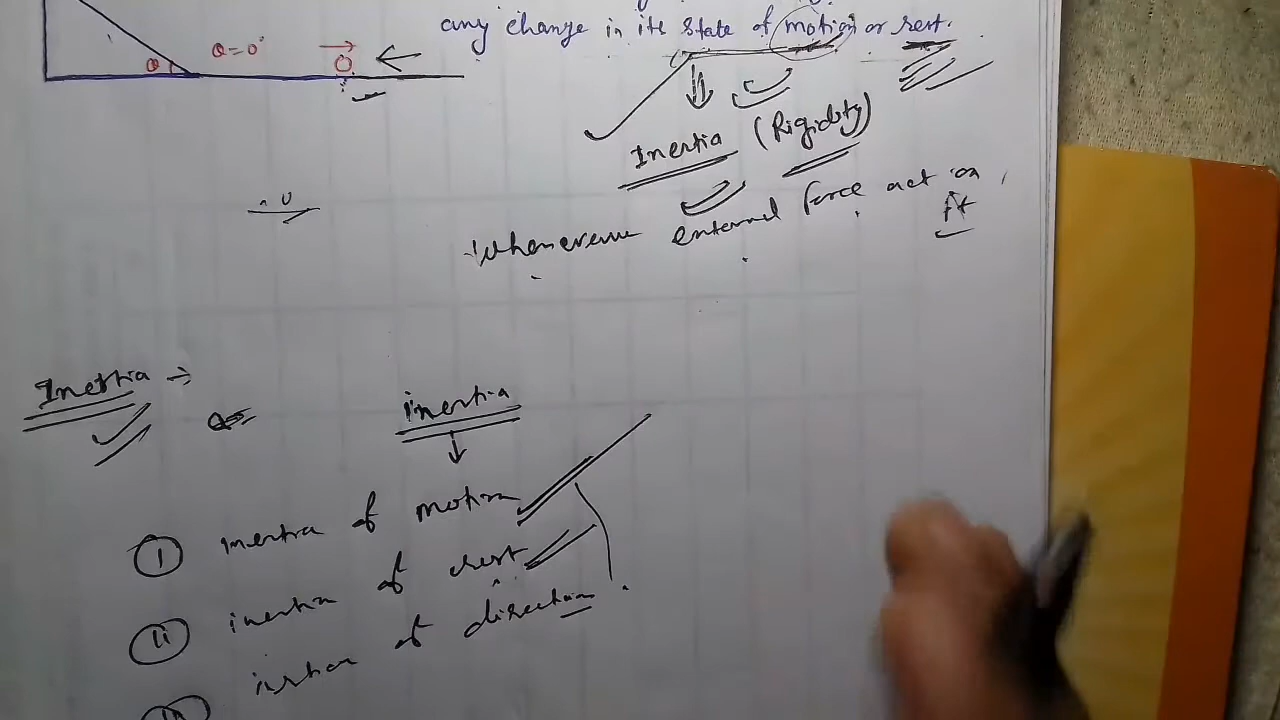 any change in its state of motion or rest.
θ = 0°
θ
Inertia (Rigidity)
Whenever external force act on
it
Inertia ⇒
inertia
① inertia of motion
ⅱ inertia of rest
inertia of direction